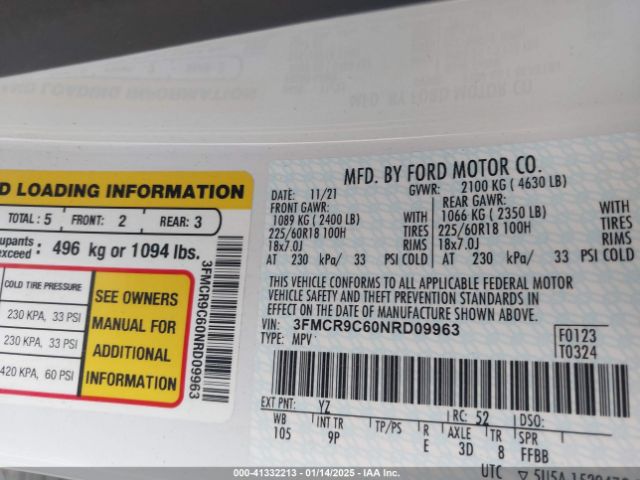 D LOADING INFORMATION
TOTAL: 5 FRONT: 2 REAR: 3
upants
exceed: 496 kg or 1094 lbs.
COLD TIRE PRESSURE
230 KPA, 33 PSI
230 KPA, 33 PSI
420 KPA, 60 PSI
SEE OWNERS
MANUAL FOR
ADDITIONAL
INFORMATION
3FMCR9C60NRD09963
MFD. BY FORD MOTOR CO.
DATE: 11/21 GVWR: 2100 KG ( 4630 LB)
FRONT GAWR: REAR GAWR:
1089 KG ( 2400 LB) WITH 1066 KG ( 2350 LB) WITH
225/60R18 100H TIRES 225/60R18 100H TIRES
18x7.0J RIMS 18x7.0J RIMS
AT 230 kPa/ 33 PSI COLD AT 230 kPa/ 33 PSI COLD
THIS VEHICLE CONFORMS TO ALL APPLICABLE FEDERAL MOTOR
VEHICLE SAFETY AND THEFT PREVENTION STANDARDS IN
EFFECT ON THE DATE OF MANUFACTURE SHOWN ABOVE.
VIN: 3FMCR9C60NRD09963
TYPE: MPV
F0123
T0324
EXT PNT: YZ RC: 52 DSO:
WB INT TR TP/PS R AXLE TR SPR
105 9P E 3D 8 FFBB
UTC
© IAA - 41332213 - 01/14/2025 - IAA Holdings, LLC